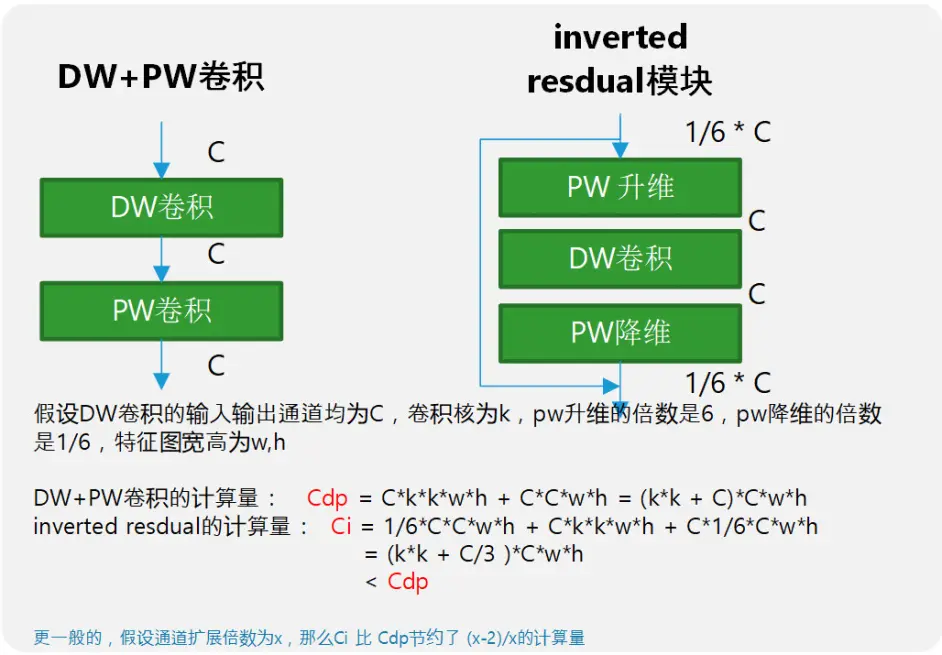 DW+PW卷积
C
DW卷积
C
PW卷积
C
inverted
resdual模块
1/6 * C
PW 升维
C
DW卷积
C
PW降维
1/6 * C
假设DW卷积的输入输出通道均为C，卷积核为k，pw升维的倍数是6，pw降维的倍数
是1/6，特征图宽高为w,h
DW+PW卷积的计算量： Cdp = C*k*k*w*h + C*C*w*h = (k*k + C)*C*w*h
inverted resdual的计算量： Ci = 1/6*C*C*w*h + C*k*k*w*h + C*1/6*C*w*h
= (k*k + C/3 )*C*w*h
< Cdp
更一般的，假设通道扩展倍数为x，那么Ci 比 Cdp节约了 (x-2)/x的计算量